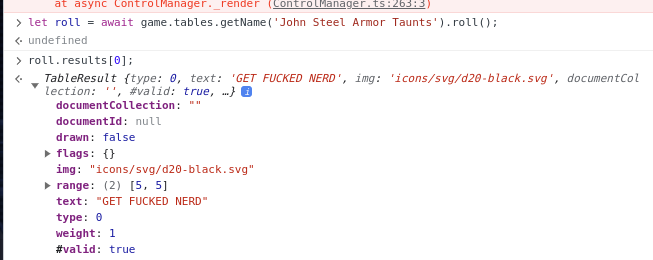 at async ControlManager._render (ControlManager.ts:263:3)
> let roll = await game.tables.getName('John Steel Armor Taunts').roll();
<· undefined
> roll.results[0];
<· ▼ TableResult {type: 0, text: 'GET FUCKED NERD', img: 'icons/svg/d20-black.svg', documentCol
lection: '', #valid: true, …} i
documentCollection: ""
documentId: null
drawn: false
▶ flags: {}
img: "icons/svg/d20-black.svg"
▶ range: (2) [5, 5]
text: "GET FUCKED NERD"
type: 0
weight: 1
#valid: true